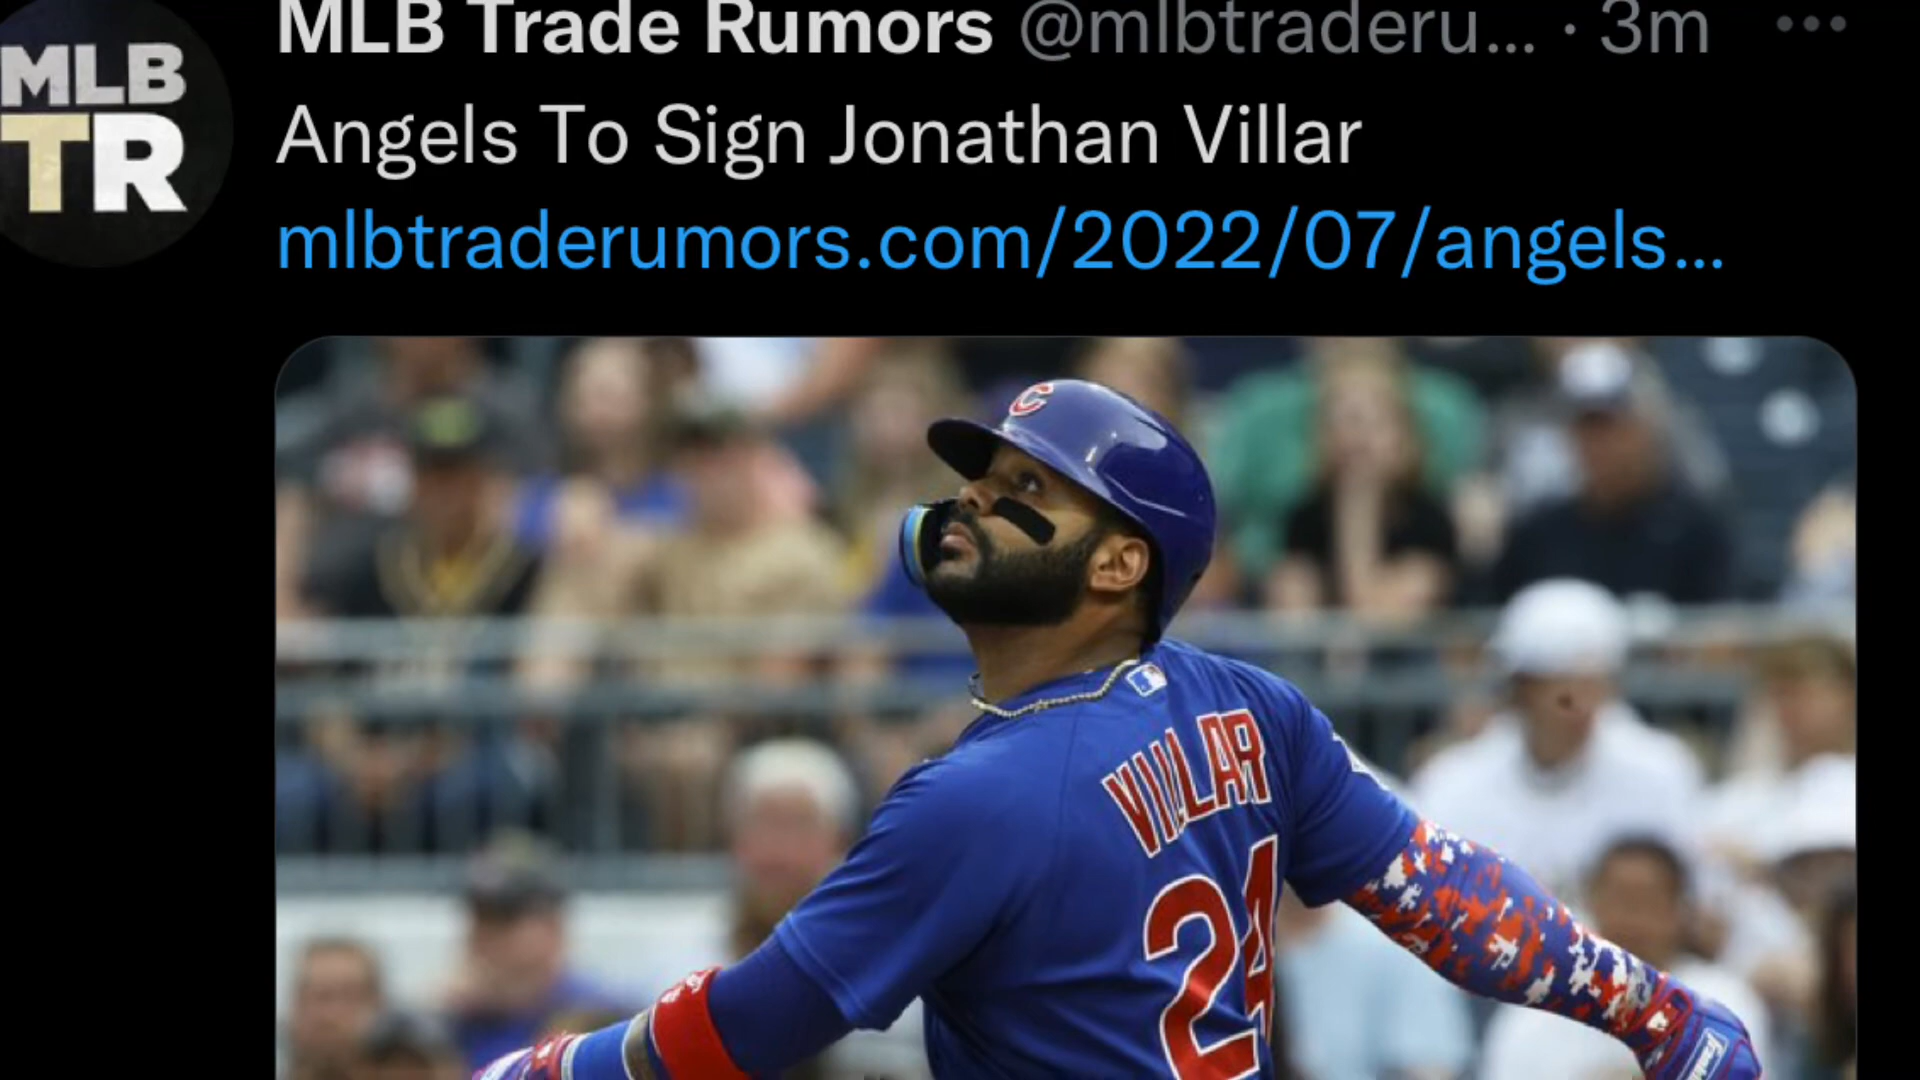 MLB
TR
MLB Trade Rumors @mlbtraderu... · 3m
Angels To Sign Jonathan Villar
mlbtraderumors.com/2022/07/angels...
C
VILLAR
24